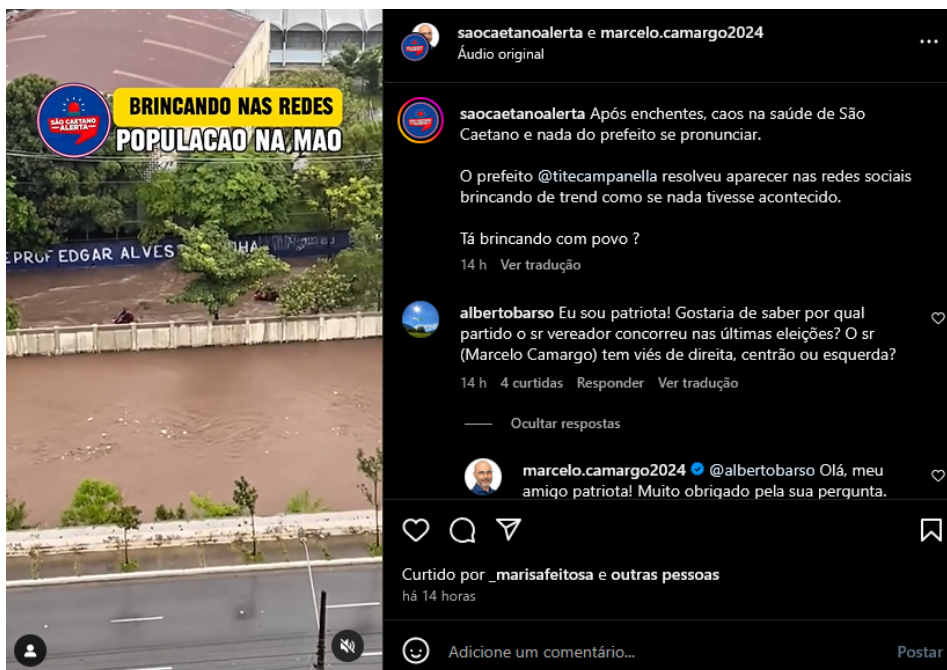 SÃO CAETANO
ALERTA
BRINCANDO NAS REDES
POPULACAO NA MAO
PROF EDGAR ALVES
saocaetanoalerta e marcelo.camargo2024
Áudio original
saocaetanoalerta Após enchentes, caos na saúde de São
Caetano e nada do prefeito se pronunciar.
O prefeito @titecampanella resolveu aparecer nas redes sociais
brincando de trend como se nada tivesse acontecido.
Tá brincando com povo ?
14 h Ver tradução
albertobarso Eu sou patriota! Gostaria de saber por qual
partido o sr vereador concorreu nas últimas eleições? O sr
(Marcelo Camargo) tem viés de direita, centrão ou esquerda?
14 h 4 curtidas Responder Ver tradução
Ocultar respostas
marcelo.camargo2024 @albertobarso Olá, meu
amigo patriota! Muito obrigado pela sua pergunta.
Curtido por _marisafeitosa e outras pessoas
há 14 horas
Adicione um comentário...
Postar